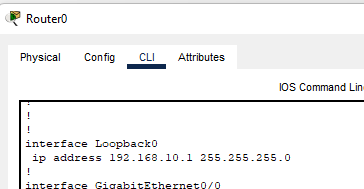 Router0
Physical Config CLI Attributes
IOS Command Lin
!
!
!
interface Loopback0
ip address 192.168.10.1 255.255.255.0
!
interface GigabitEthernet0/0